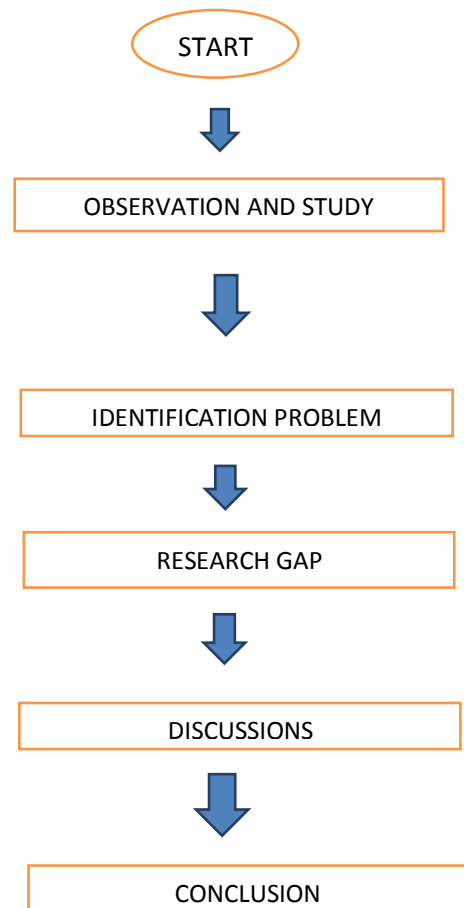 START
OBSERVATION AND STUDY
IDENTIFICATION PROBLEM
RESEARCH GAP
DISCUSSIONS
CONCLUSION